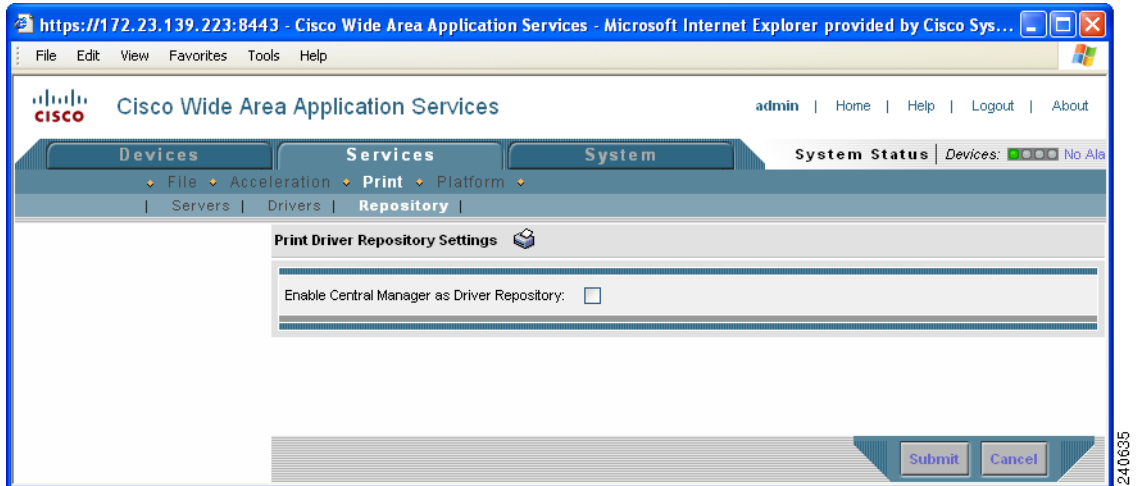 https://172.23.139.223:8443 - Cisco Wide Area Application Services - Microsoft Internet Explorer provided by Cisco Sys...
File Edit View Favorites Tools Help
cisco
Cisco Wide Area Application Services
admin | Home | Help | Logout | About
Devices Services System
System Status | Devices: No Ala
File Acceleration Print Platform
| Servers | Drivers | Repository |
Print Driver Repository Settings
Enable Central Manager as Driver Repository:
Submit Cancel
240635